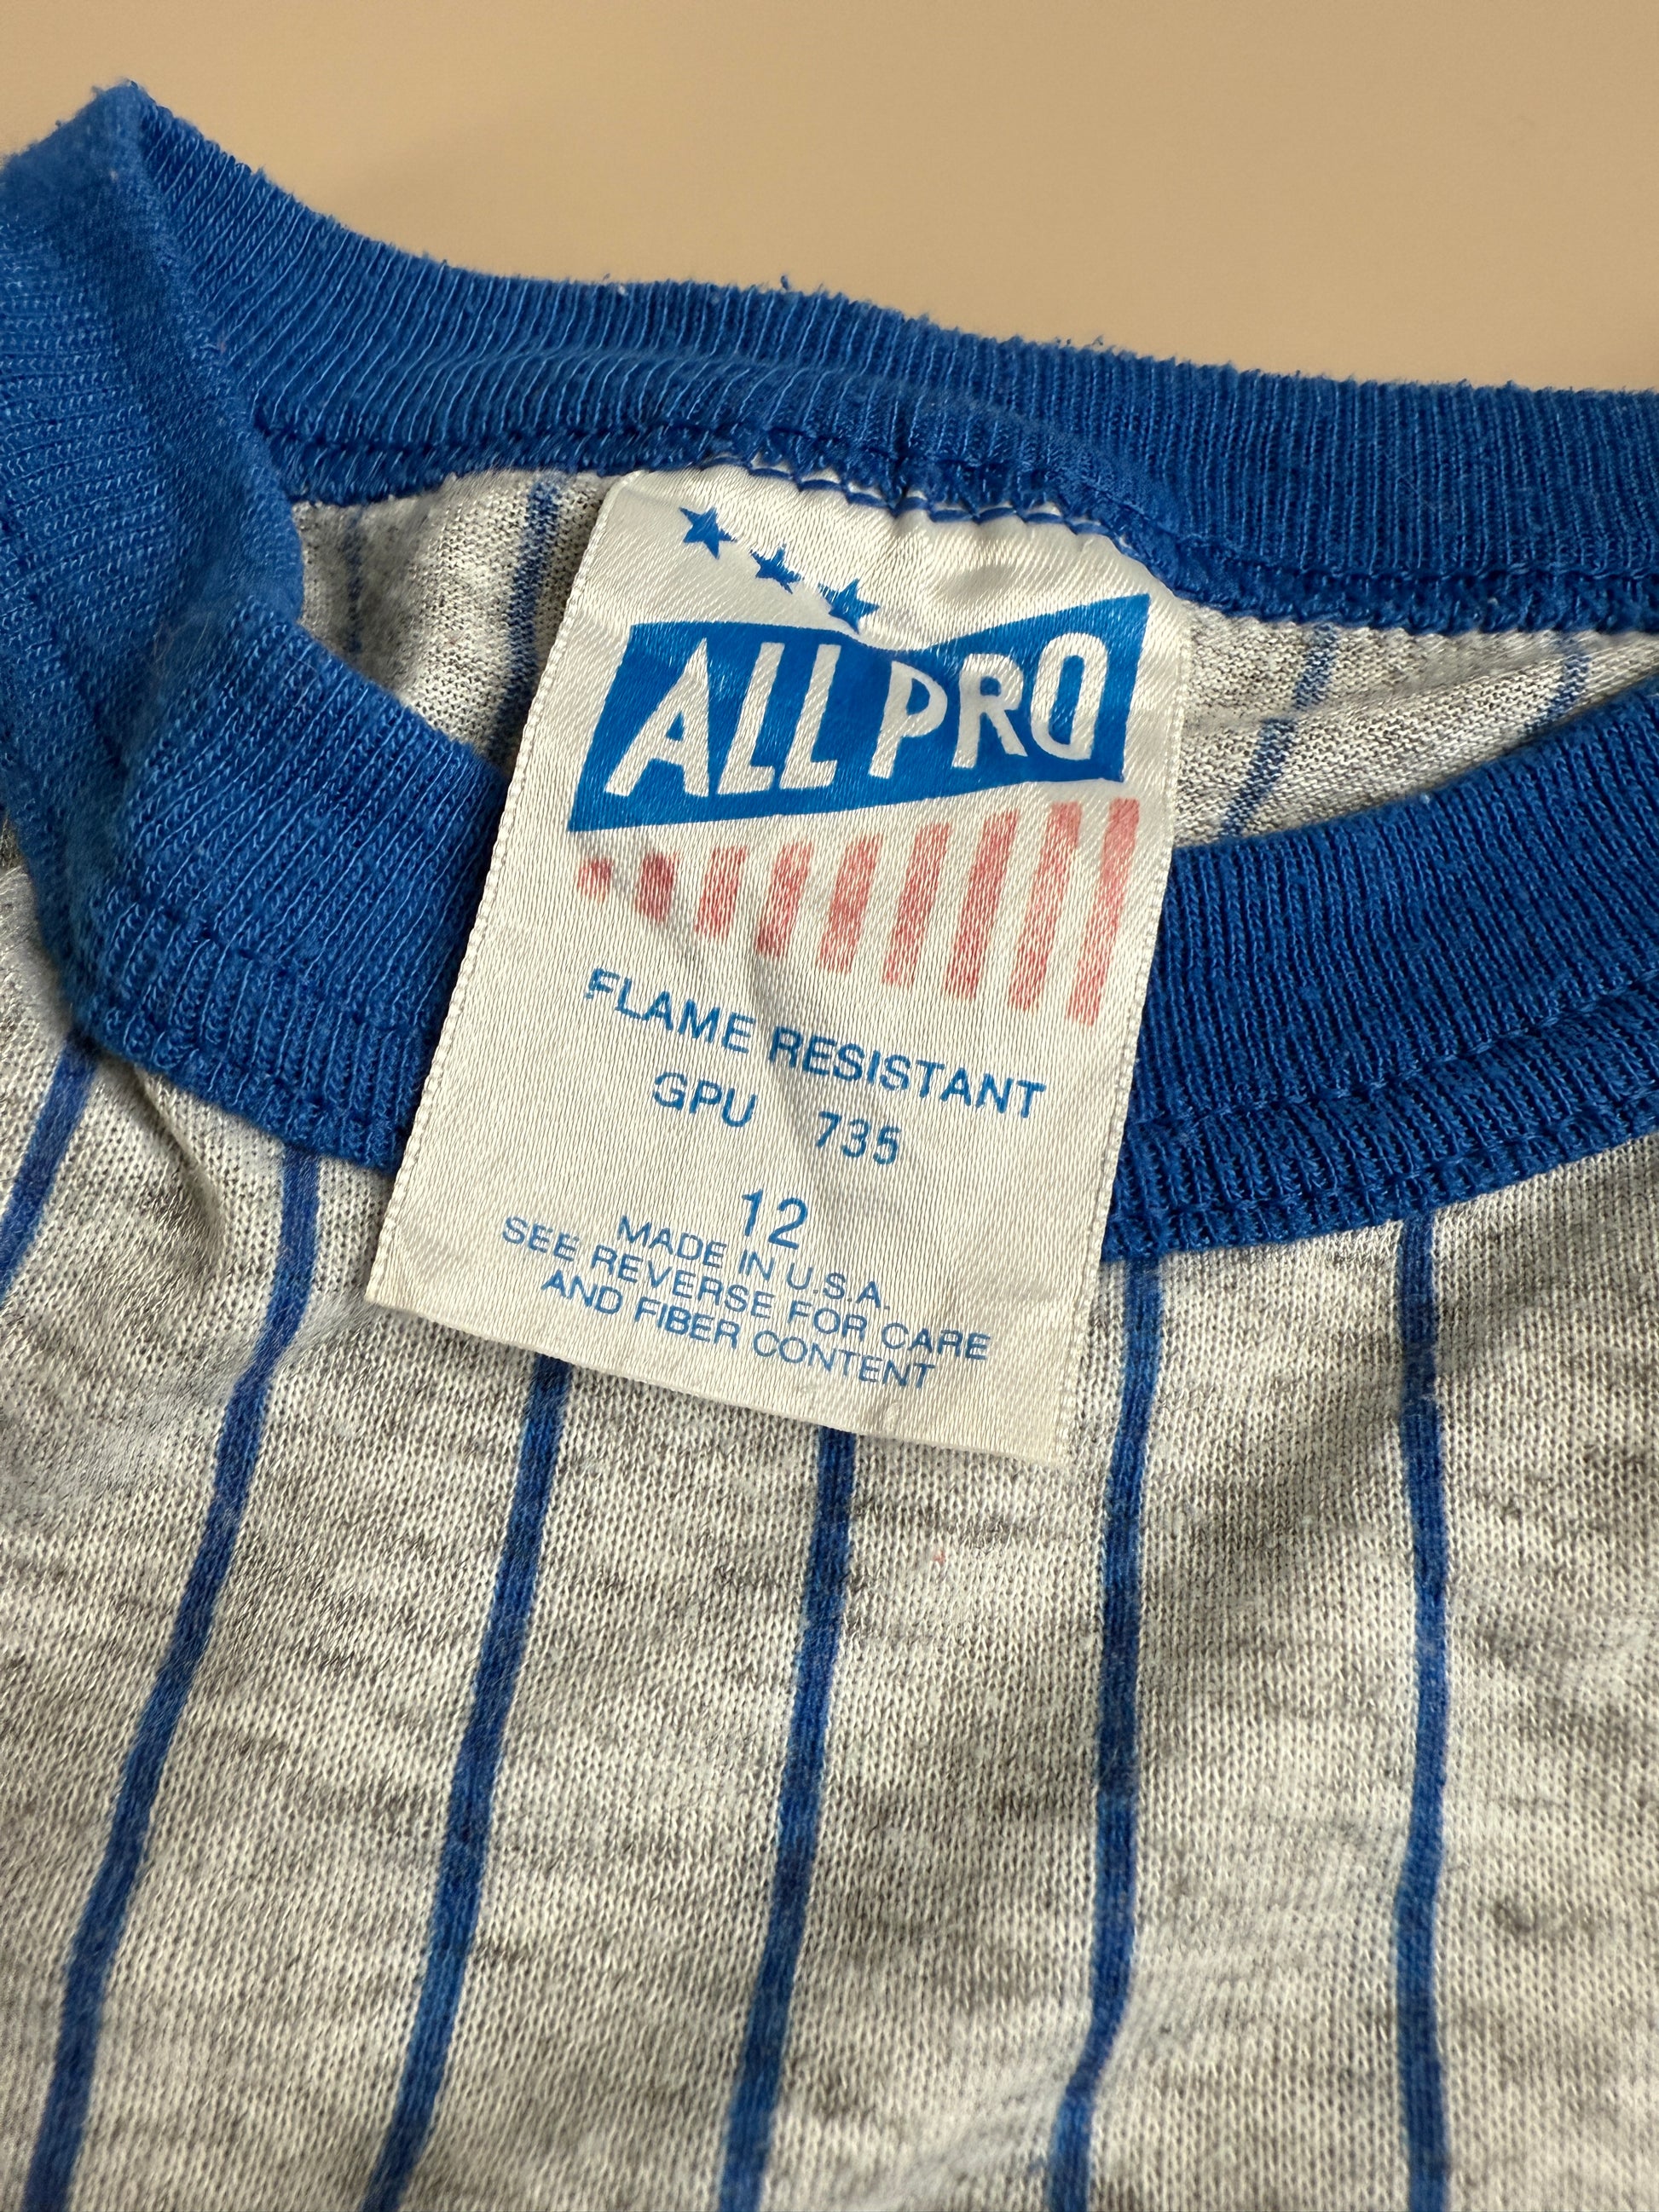 ALL PRO
FLAME RESISTANT
GPU 735
12
MADE IN U.S.A.
SEE REVERSE FOR CARE
AND FIBER CONTENT